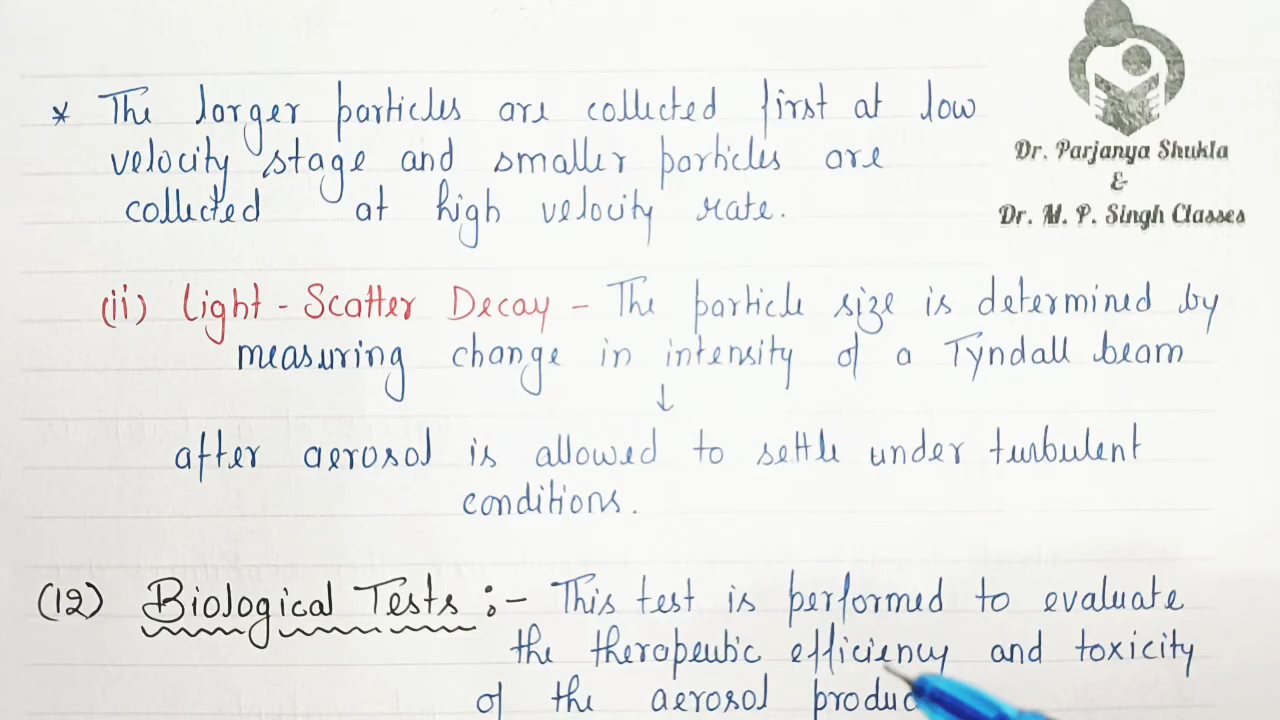 * The larger particles are collected first at low
velocity stage and smaller particles are
collected at high velocity rate.
Dr. Parjanya Shukla
&
Dr. M. P. Singh Classes
(ii) Light - Scatter Decay - The particle size is determined by
measuring change in intensity of a Tyndall beam
↓
after aerosol is allowed to settle under turbulent
conditions.
(12) Biological Tests :- This test is performed to evaluate
the therapeutic efficiency and toxicity
of the aerosol